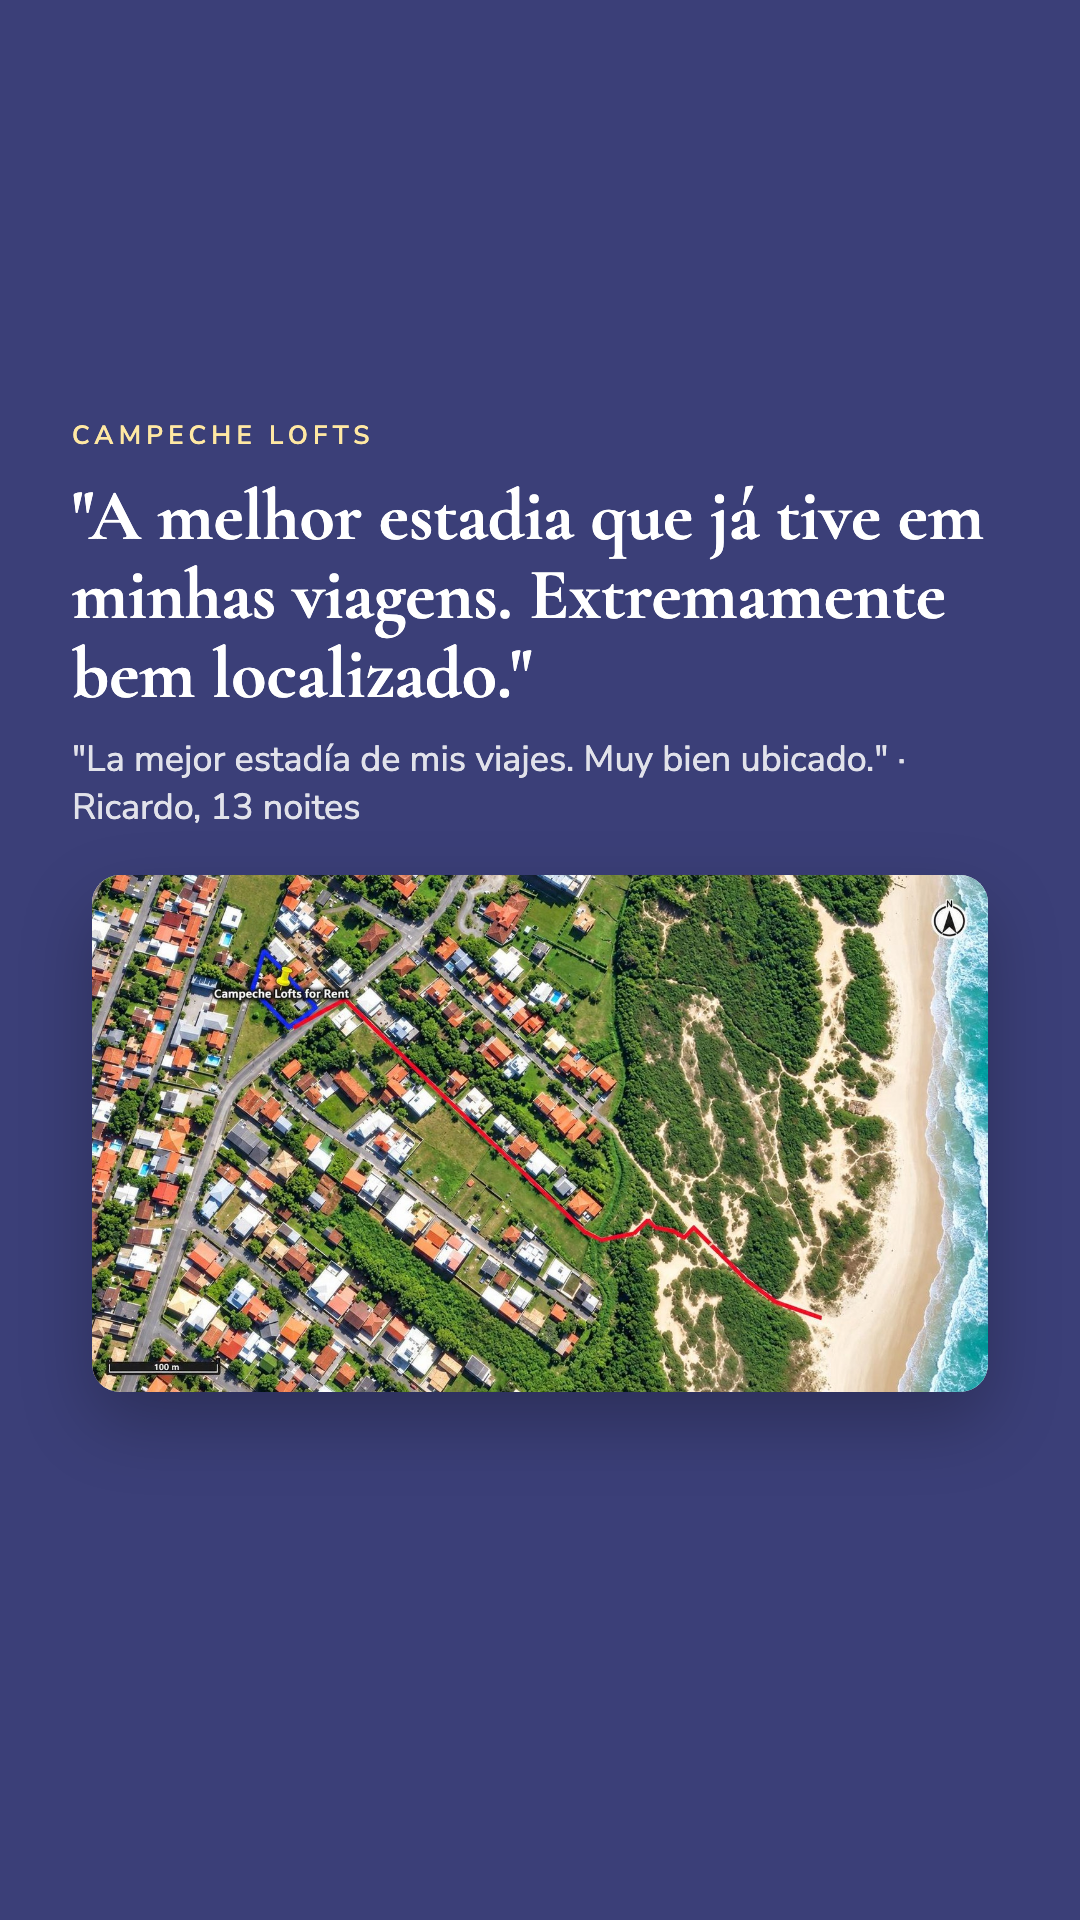 CAMPECHE LOFTS
"A melhor estadia que já tive em
minhas viagens. Extremamente
bem localizado."
"La mejor estadía de mis viajes. Muy bien ubicado." ·
Ricardo, 13 noites
N
Campeche Lofts for Rent
100 m